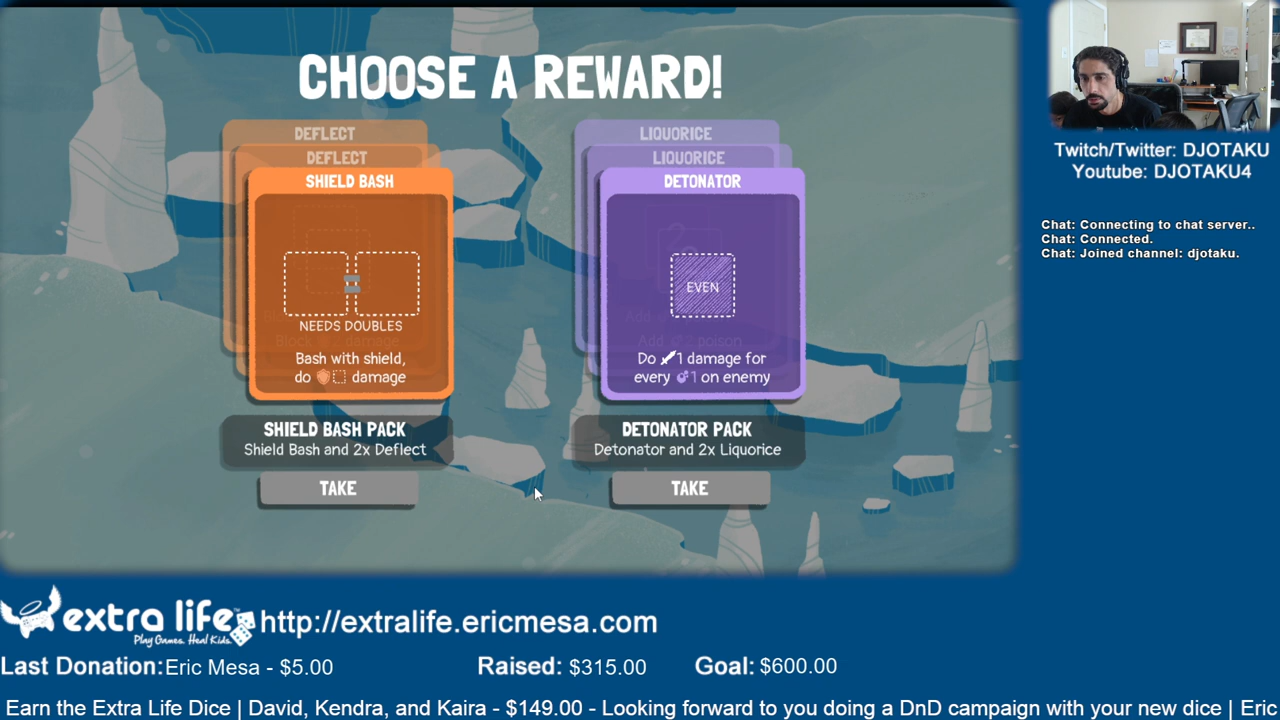 CHOOSE A REWARD!
DEFLECT
DEFLECT
SHIELD BASH
NEEDS DOUBLES
Bash with shield,
do damage
SHIELD BASH PACK
Shield Bash and 2x Deflect
TAKE
LIQUORICE
LIQUORICE
DETONATOR
EVEN
Do 1 damage for
every 1 on enemy
DETONATOR PACK
Detonator and 2x Liquorice
TAKE
Twitch/Twitter: DJOTAKU
Youtube: DJOTAKU4
Chat: Connecting to chat server..
Chat: Connected.
Chat: Joined channel: djotaku.
extra life
Play Games. Heal Kids.
http://extralife.ericmesa.com
Last Donation: Eric Mesa - $5.00 Raised: $315.00 Goal: $600.00
Earn the Extra Life Dice | David, Kendra, and Kaira - $149.00 - Looking forward to you doing a DnD campaign with your new dice | Eric